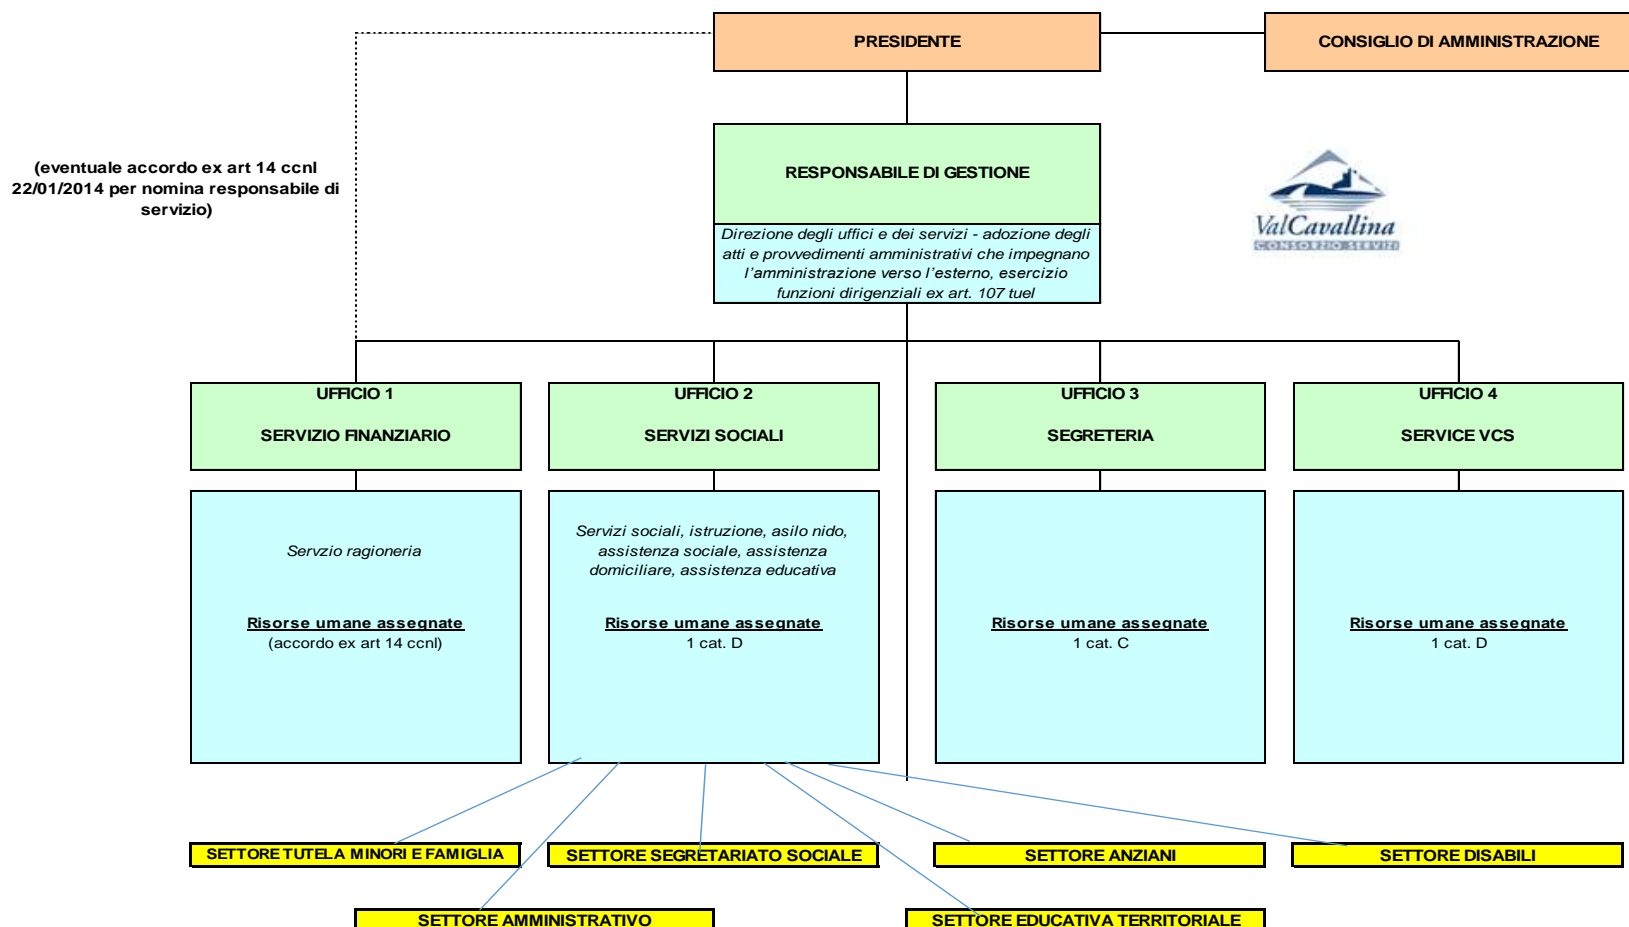 PRESIDENTE
CONSIGLIO DI AMMINISTRAZIONE
(eventuale accordo ex art 14 ccnl
22/01/2014 per nomina responsabile di
servizio)
RESPONSABILE DI GESTIONE
Direzione degli uffici e dei servizi - adozione degli
atti e provvedimenti amministrativi che impegnano
l'amministrazione verso l'esterno, esercizio
funzioni dirigenziali ex art. 107 tuel
ValCavallina
CONSORZIO SERVIZI
UFFICIO 1
SERVIZIO FINANZIARIO
UFFICIO 2
SERVIZI SOCIALI
UFFICIO 3
SEGRETERIA
UFFICIO 4
SERVICE VCS
Servzio ragioneria
Risorse umane assegnate
(accordo ex art 14 ccnl)
Servizi sociali, istruzione, asilo nido,
assistenza sociale, assistenza
domiciliare, assistenza educativa
Risorse umane assegnate
1 cat. D
Risorse umane assegnate
1 cat. C
Risorse umane assegnate
1 cat. D
SETTORE TUTELA MINORI E FAMIGLIA
SETTORE SEGRETARIATO SOCIALE
SETTORE ANZIANI
SETTORE DISABILI
SETTORE AMMINISTRATIVO
SETTORE EDUCATIVA TERRITORIALE